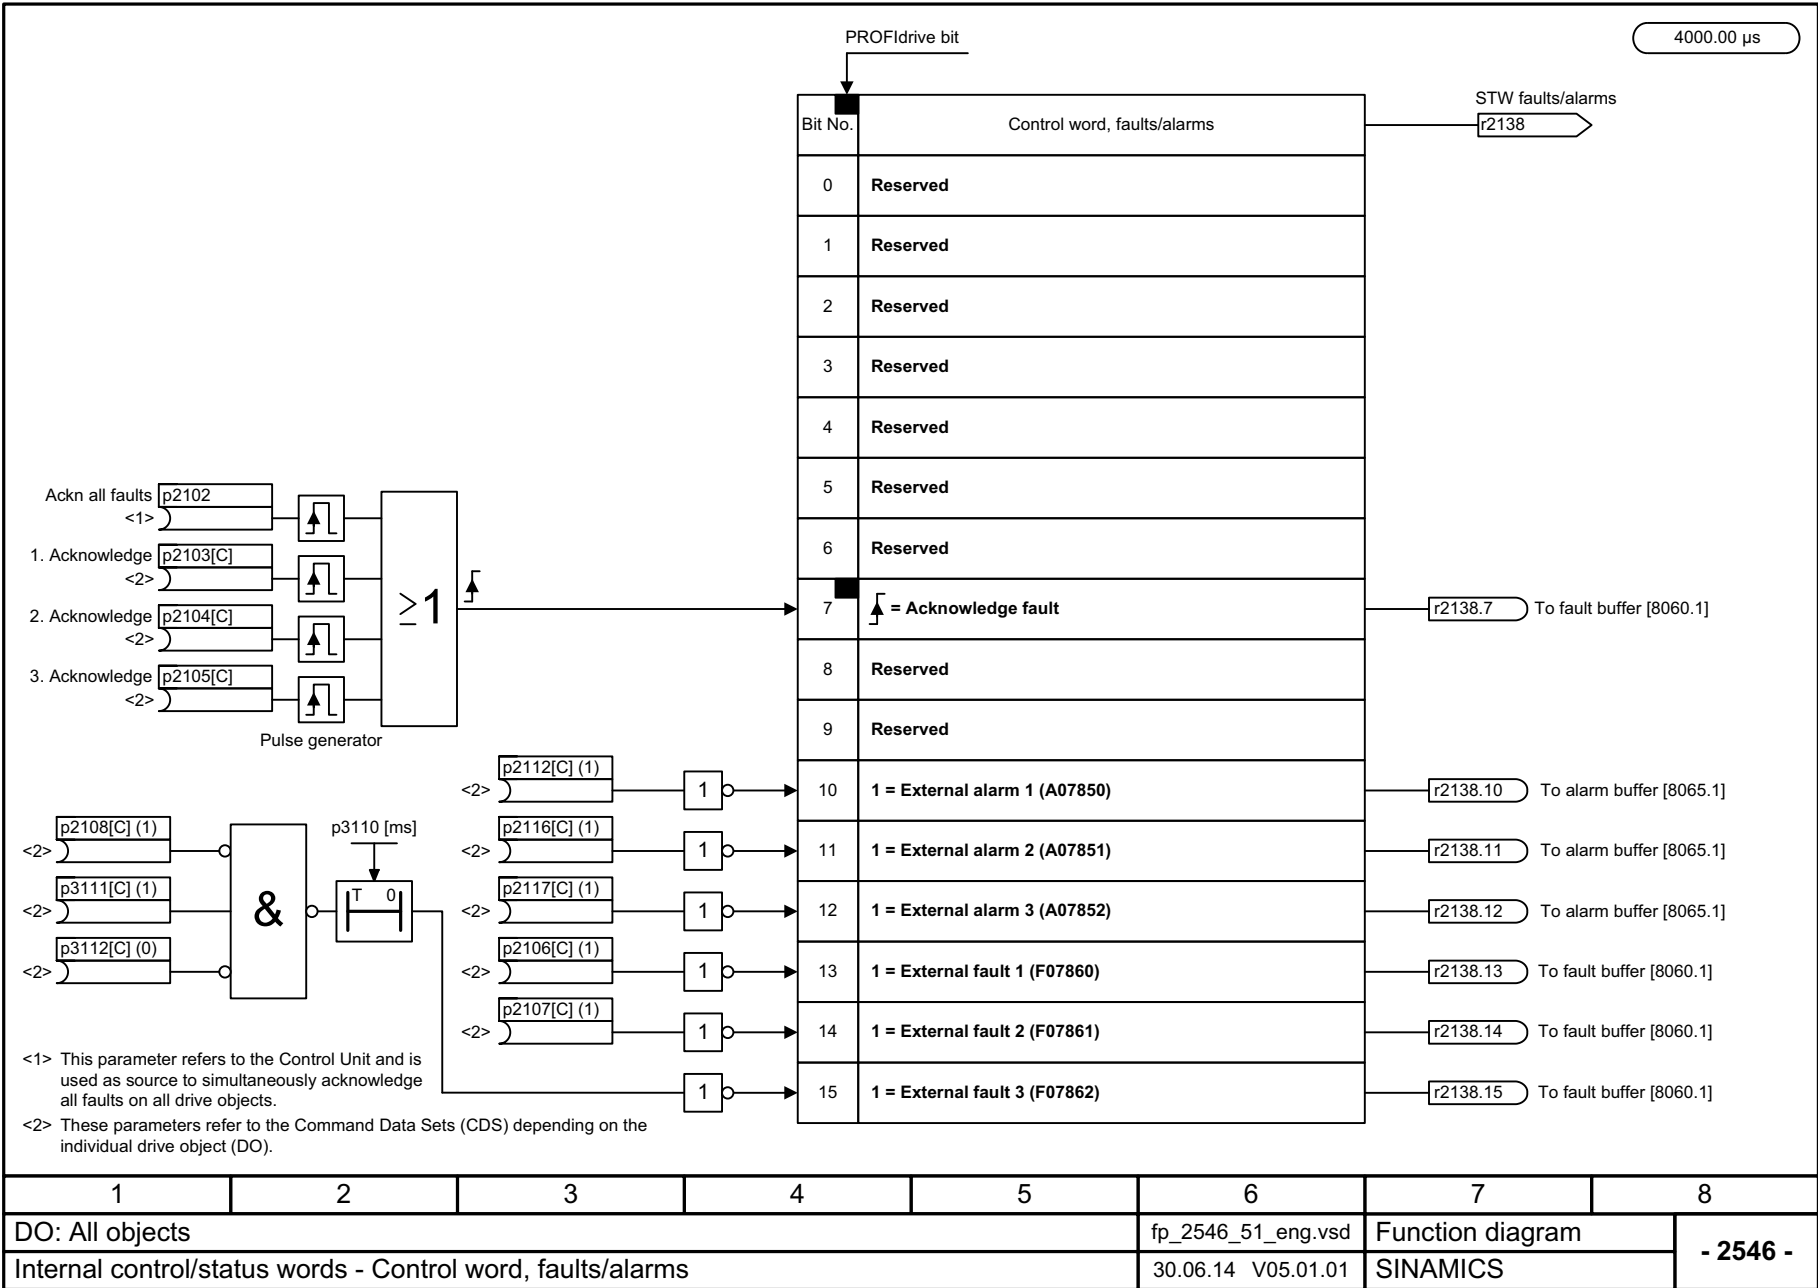 PROFIdrive bit
4000.00 µs
STW faults/alarms
Bit No. Control word, faults/alarms r2138
0 Reserved
1 Reserved
2 Reserved
3 Reserved
4 Reserved
5 Reserved
6 Reserved
7 = Acknowledge fault r2138.7 To fault buffer [8060.1]
8 Reserved
9 Reserved
10 1 = External alarm 1 (A07850) r2138.10 To alarm buffer [8065.1]
11 1 = External alarm 2 (A07851) r2138.11 To alarm buffer [8065.1]
12 1 = External alarm 3 (A07852) r2138.12 To alarm buffer [8065.1]
13 1 = External fault 1 (F07860) r2138.13 To fault buffer [8060.1]
14 1 = External fault 2 (F07861) r2138.14 To fault buffer [8060.1]
15 1 = External fault 3 (F07862) r2138.15 To fault buffer [8060.1]
Ackn all faults p2102
<1>
1. Acknowledge p2103[C]
<2>
2. Acknowledge p2104[C]
<2>
3. Acknowledge p2105[C]
<2>
≥1
Pulse generator
p2112[C] (1)
<2> 1
p2116[C] (1)
<2> 1
p2117[C] (1)
<2> 1
p2106[C] (1)
<2> 1
p2107[C] (1)
<2> 1
1
p2108[C] (1)
<2>
p3111[C] (1)
<2>
p3112[C] (0)
<2>
&
p3110 [ms]
T 0
<1> This parameter refers to the Control Unit and is
used as source to simultaneously acknowledge
all faults on all drive objects.
<2> These parameters refer to the Command Data Sets (CDS) depending on the
individual drive object (DO).
1 2 3 4 5 6 7 8
DO: All objects fp_2546_51_eng.vsd Function diagram
- 2546 -
Internal control/status words - Control word, faults/alarms 30.06.14 V05.01.01 SINAMICS